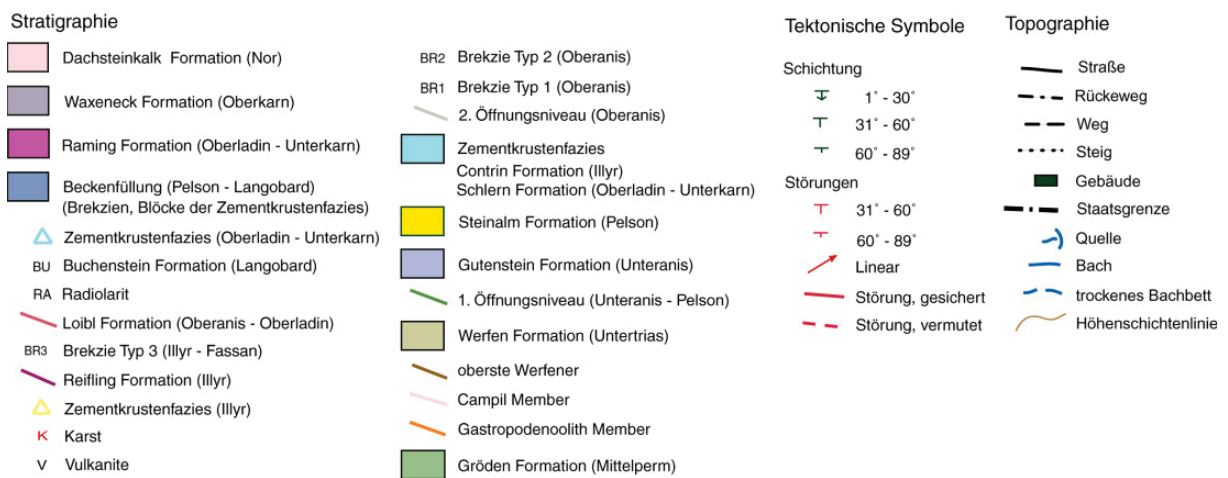 Stratigraphie
Dachsteinkalk Formation (Nor)
Waxeneck Formation (Oberkarn)
Raming Formation (Oberladin - Unterkarn)
Beckenfüllung (Pelson - Langobard)
(Brekzien, Blöcke der Zementkrustenfazies)
Zementkrustenfazies (Oberladin - Unterkarn)
BU Buchenstein Formation (Langobard)
RA Radiolarit
Loibl Formation (Oberanis - Oberladin)
BR3 Brekzie Typ 3 (Illyr - Fassan)
Reifling Formation (Illyr)
Zementkrustenfazies (Illyr)
K Karst
V Vulkanite
BR2 Brekzie Typ 2 (Oberanis)
BR1 Brekzie Typ 1 (Oberanis)
2. Öffnungsniveau (Oberanis)
Zementkrustenfazies
Contrin Formation (Illyr)
Schlern Formation (Oberladin - Unterkarn)
Steinalm Formation (Pelson)
Gutenstein Formation (Unteranis)
1. Öffnungsniveau (Unteranis - Pelson)
Werfen Formation (Untertrias)
oberste Werfener
Campil Member
Gastropodenoolith Member
Gröden Formation (Mittelperm)
Tektonische Symbole
Schichtung
1° - 30°
31° - 60°
60° - 89°
Störungen
31° - 60°
60° - 89°
Linear
Störung, gesichert
Störung, vermutet
Topographie
Straße
Rückeweg
Weg
Steig
Gebäude
Staatsgrenze
Quelle
Bach
trockenes Bachbett
Höhenschichtenlinie